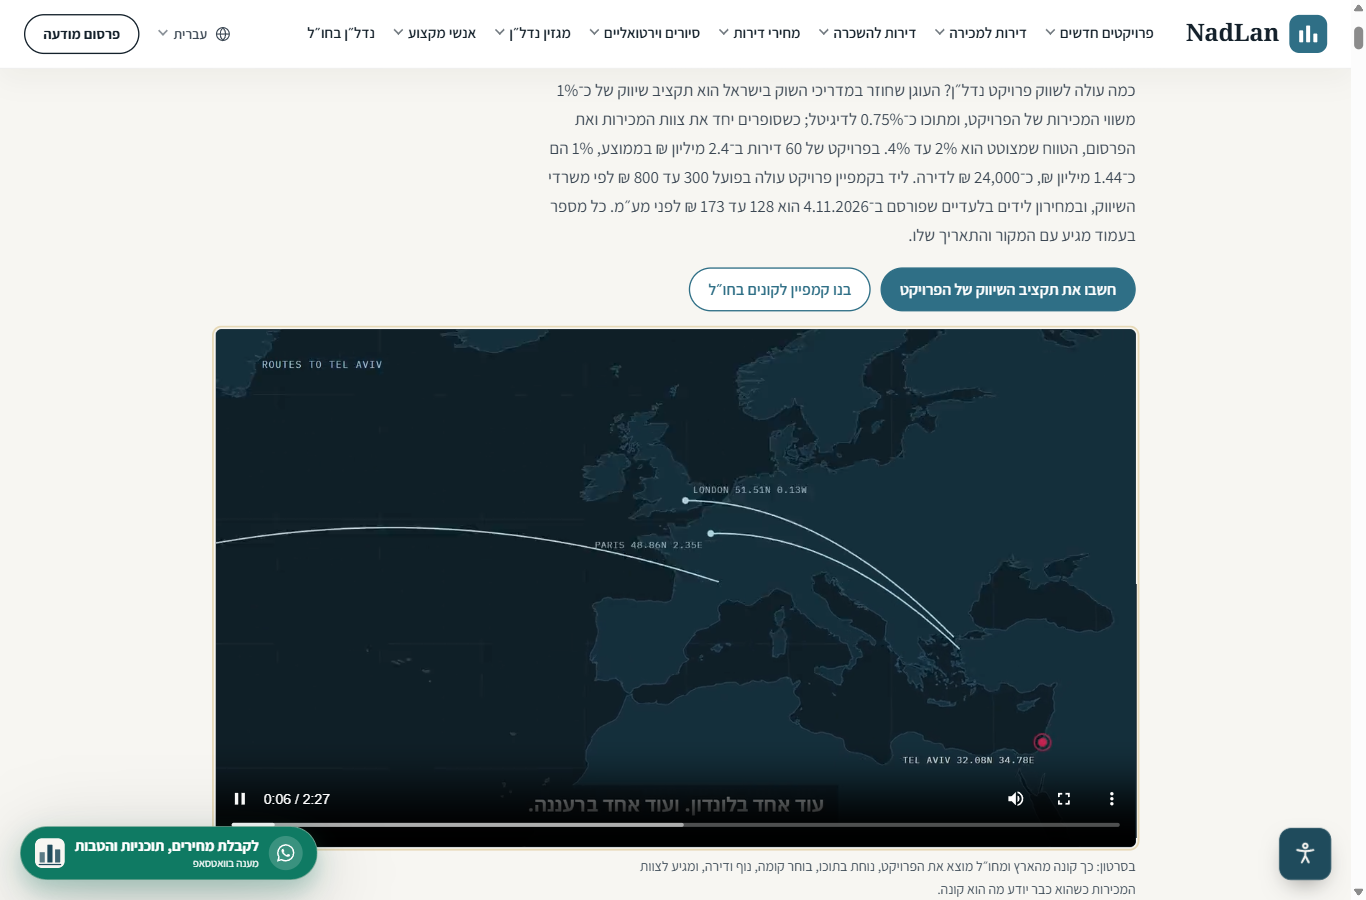 NadLan
פרויקטים חדשים
דירות למכירה
דירות להשכרה
מחירי דירות
סיורים וירטואליים
מגזין נדל״ן
אנשי מקצוע
נדל״ן בחו״ל
עברית
פרסום מודעה
כמה עולה לשווק פרויקט נדל״ן? העוגן שחוזר במדריכי השוק בישראל הוא תקציב שיווק של כ־1%
משווי המכירות של הפרויקט, ומתוכו כ־0.75% לדיגיטל; כשסופרים יחד את צוות המכירות ואת
הפרסום, הטווח שמצוטט הוא 2% עד 4%. בפרויקט של 60 דירות ב־2.4 מיליון ₪ בממוצע, 1% הם
כ־1.44 מיליון ₪, כ־24,000 ₪ לדירה. ליד בקמפיין פרויקט עולה בפועל 300 עד 800 ₪ לפי משרדי
השיווק, ובמחירון לידים בלעדיים שפורסם ב־4.11.2026 הוא 128 עד 173 ₪ לפני מע״מ. כל מספר
בעמוד מגיע עם המקור והתאריך שלו.
חשבו את תקציב השיווק של הפרויקט
בנו קמפיין לקונים בחו״ל
ROUTES TO TEL AVIV
LONDON 51.51N 0.13W
PARIS 48.86N 2.35E
TEL AVIV 32.08N 34.78E
עוד אחד בלונדון. ועוד אחד ברעננה.
0:06 / 2:27
לקבלת מחירים, תוכניות והטבות
מענה בוואטסאפ
בסרטון: כך קונה מהארץ ומחו״ל מוצא את הפרויקט, נוחת בתוכו, בוחר קומה, נוף ודירה, ומגיע לצוות
המכירות כשהוא כבר יודע מה הוא קונה.